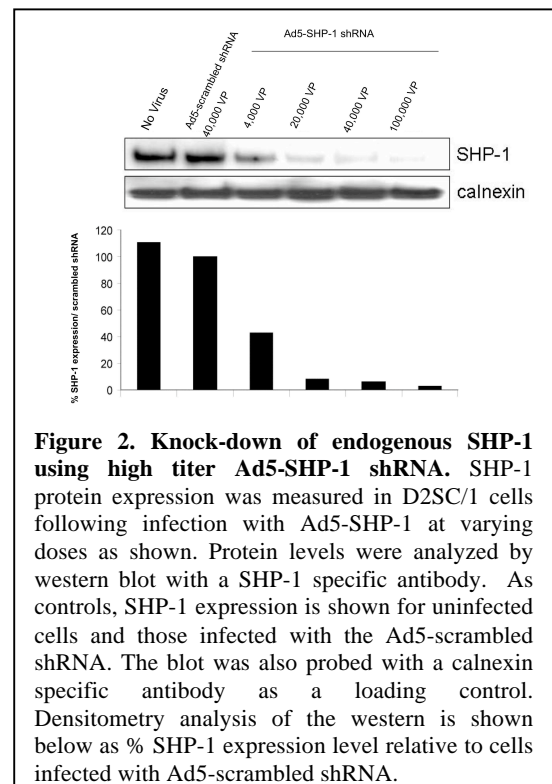 Ad5-SHP-1 shRNA
No Virus
Ad5-scrambled shRNA
40,000 VP
4,000 VP
20,000 VP
40,000 VP
100,000 VP
SHP-1
calnexin
% SHP-1 expression/ scrambled shRNA
120
100
80
60
40
20
0
Figure 2. Knock-down of endogenous SHP-1
using high titer Ad5-SHP-1 shRNA. SHP-1
protein expression was measured in D2SC/1 cells
following infection with Ad5-SHP-1 at varying
doses as shown. Protein levels were analyzed by
western blot with a SHP-1 specific antibody. As
controls, SHP-1 expression is shown for uninfected
cells and those infected with the Ad5-scrambled
shRNA. The blot was also probed with a calnexin
specific antibody as a loading control.
Densitometry analysis of the western is shown
below as % SHP-1 expression level relative to cells
infected with Ad5-scrambled shRNA.